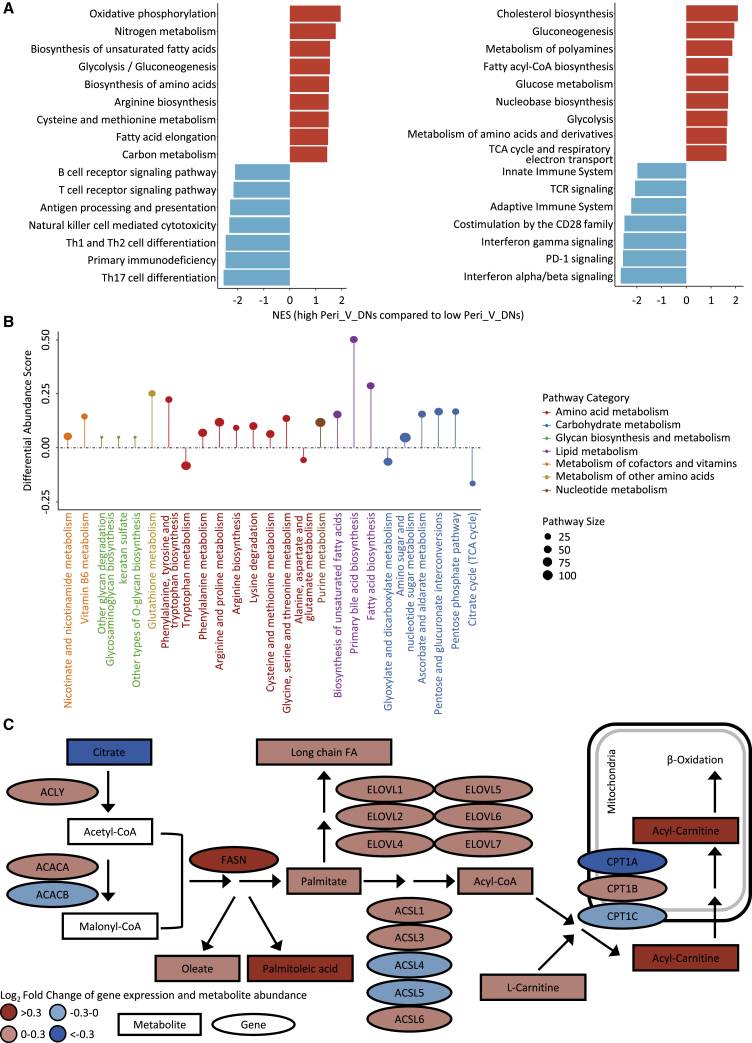 A
Oxidative phosphorylation
Nitrogen metabolism
Biosynthesis of unsaturated fatty acids
Glycolysis / Gluconeogenesis
Biosynthesis of amino acids
Arginine biosynthesis
Cysteine and methionine metabolism
Fatty acid elongation
Carbon metabolism
B cell receptor signaling pathway
T cell receptor signaling pathway
Antigen processing and presentation
Natural killer cell mediated cytotoxicity
Th1 and Th2 cell differentiation
Primary immunodeficiency
Th17 cell differentiation
-2 -1 0 1 2
Cholesterol biosynthesis
Gluconeogenesis
Metabolism of polyamines
Fatty acyl-CoA biosynthesis
Glucose metabolism
Nucleobase biosynthesis
Glycolysis
Metabolism of amino acids and derivatives
TCA cycle and respiratory
electron transport
Innate Immune System
TCR signaling
Adaptive Immune System
Costimulation by the CD28 family
Interferon gamma signaling
PD-1 signaling
Interferon alpha/beta signaling
-2 -1 0 1 2
NES (high Peri_V_DNs compared to low Peri_V_DNs)
B
Differential Abundance Score
0.50
0.25
0.00
-0.25
Nicotinate and nicotinamide metabolism
Vitamin B6 metabolism
Other glycan degradation
Glycosaminoglycan biosynthesis
keratan sulfate
Other types of O-glycan biosynthesis
Glutathione metabolism
Phenylalanine, tyrosine and
tryptophan biosynthesis
Tryptophan metabolism
Phenylalanine metabolism
Arginine and proline metabolism
Arginine biosynthesis
Lysine degradation
Cysteine and methionine metabolism
Glycine, serine and threonine metabolism
Alanine, aspartate and
glutamate metabolism
Purine metabolism
Biosynthesis of unsaturated fatty acids
Primary bile acid biosynthesis
Fatty acid biosynthesis
Glyoxylate and dicarboxylate metabolism
Amino sugar and
nucleotide sugar metabolism
Ascorbate and aldarate metabolism
Pentose and glucuronate interconversions
Pentose phosphate pathway
Citrate cycle (TCA cycle)
Pathway Category
Amino acid metabolism
Carbohydrate metabolism
Glycan biosynthesis and metabolism
Lipid metabolism
Metabolism of cofactors and vitamins
Metabolism of other amino acids
Nucleotide metabolism
Pathway Size
25
50
75
100
C
Citrate
ACLY
Acetyl-CoA
ACACA
ACACB
Malonyl-CoA
FASN
Long chain FA
Palmitate
Oleate
Palmitoleic acid
ELOVL1
ELOVL5
ELOVL2
ELOVL6
ELOVL4
ELOVL7
Acyl-CoA
ACSL1
ACSL3
ACSL4
ACSL5
ACSL6
L-Carnitine
Mitochondria
β-Oxidation
Acyl-Carnitine
CPT1A
CPT1B
CPT1C
Acyl-Carnitine
Log2 Fold Change of gene expression and metabolite abundance
>0.3
-0.3-0
0-0.3
<-0.3
Metabolite
Gene